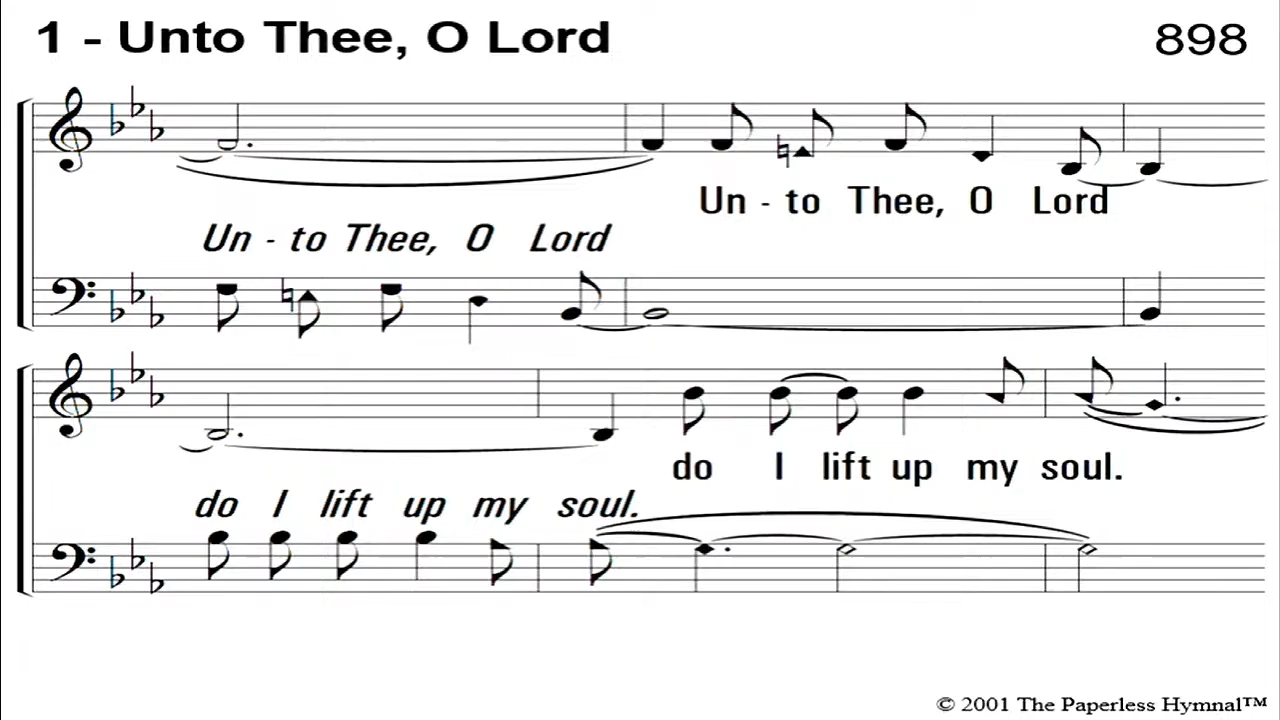 1 - Unto Thee, O Lord 898
Un - to Thee, O Lord
Un - to Thee, O Lord
do I lift up my soul.
do I lift up my soul.
© 2001 The Paperless Hymnal™